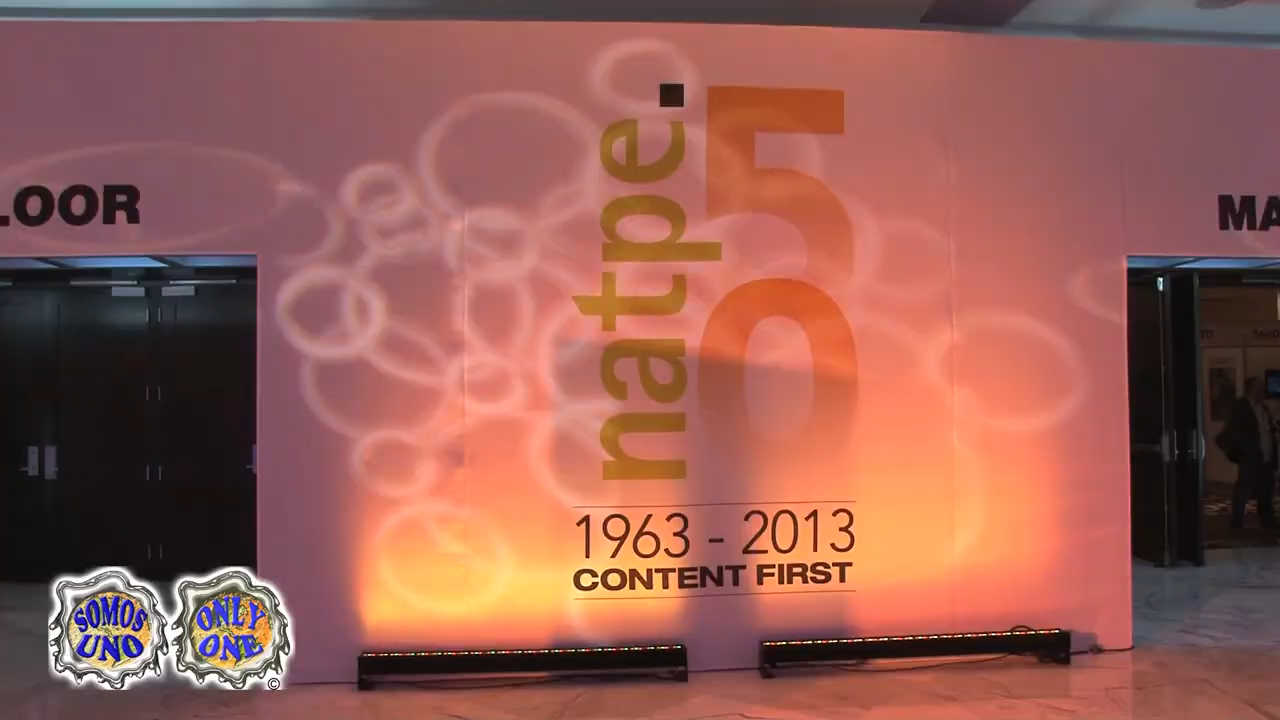 natpe.
50
LOOR
MA
1963 - 2013
CONTENT FIRST
SOMOS
UNO
ONLY
ONE
©